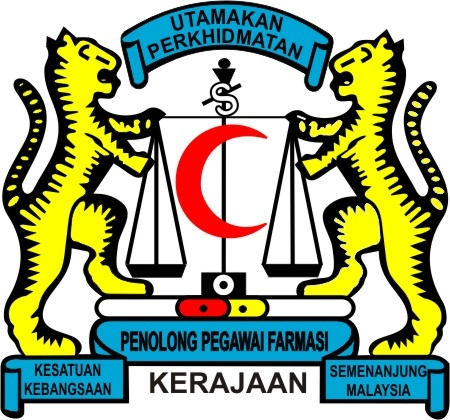 UTAMAKAN
PERKHIDMATAN
PENOLONG PEGAWAI FARMASI
KESATUAN
KEBANGSAAN
KERAJAAN
SEMENANJUNG
MALAYSIA